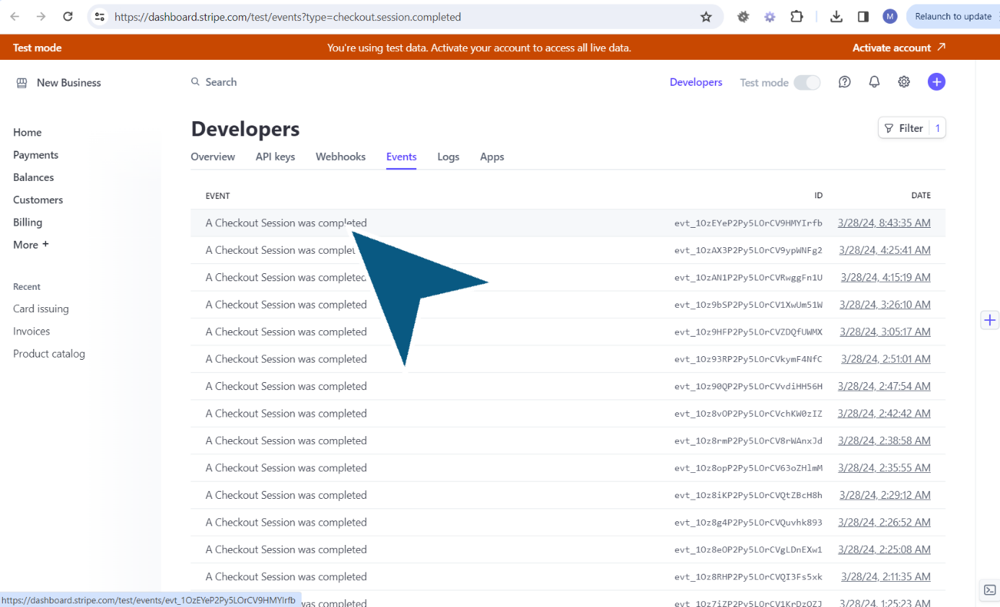 https://dashboard.stripe.com/test/events?type=checkout.session.completed
M
Relaunch to update
Test mode
You're using test data. Activate your account to access all live data.
Activate account
New Business
Search
Developers
Test mode
Home
Payments
Balances
Customers
Billing
More +
Recent
Card issuing
Invoices
Product catalog
Developers
Filter 1
Overview API keys Webhooks Events Logs Apps
EVENT ID DATE
A Checkout Session was completed evt_1OzEYeP2Py5LOrCV9HMYIrfb 3/28/24, 8:43:35 AM
A Checkout Session was complet evt_1OzAX3P2Py5LOrCV9ypWNFg2 3/28/24, 4:25:41 AM
A Checkout Session was completed evt_1OzAN1P2Py5LOrCVRwggFn1U 3/28/24, 4:15:19 AM
A Checkout Session was completed evt_1Oz9bSP2Py5LOrCV1XwUm51W 3/28/24, 3:26:10 AM
A Checkout Session was completed evt_1Oz9HFP2Py5LOrCVZDQfUWMX 3/28/24, 3:05:17 AM
A Checkout Session was completed evt_1Oz93RP2Py5LOrCVkymF4NfC 3/28/24, 2:51:01 AM
A Checkout Session was completed evt_1Oz90QP2Py5LOrCVvdiHH56H 3/28/24, 2:47:54 AM
A Checkout Session was completed evt_1Oz8vOP2Py5LOrCVchKW0zIZ 3/28/24, 2:42:42 AM
A Checkout Session was completed evt_1Oz8rmP2Py5LOrCV8rWAnxJd 3/28/24, 2:38:58 AM
A Checkout Session was completed evt_1Oz8opP2Py5LOrCV63oZHlmM 3/28/24, 2:35:55 AM
A Checkout Session was completed evt_1Oz8iKP2Py5LOrCVQtZBcH8h 3/28/24, 2:29:12 AM
A Checkout Session was completed evt_1Oz8g4P2Py5LOrCVQuvhk893 3/28/24, 2:26:52 AM
A Checkout Session was completed evt_1Oz8eOP2Py5LOrCVgLDnEXw1 3/28/24, 2:25:08 AM
A Checkout Session was completed evt_1Oz8RHP2Py5LOrCVQI3Fs5xk 3/28/24, 2:11:35 AM
was completed evt_1Oz7iZP2Py5LOrCV1KrDzOZJ 3/28/24, 1:25:23 AM
https://dashboard.stripe.com/test/events/evt_1OzEYeP2Py5LOrCV9HMYIrfb